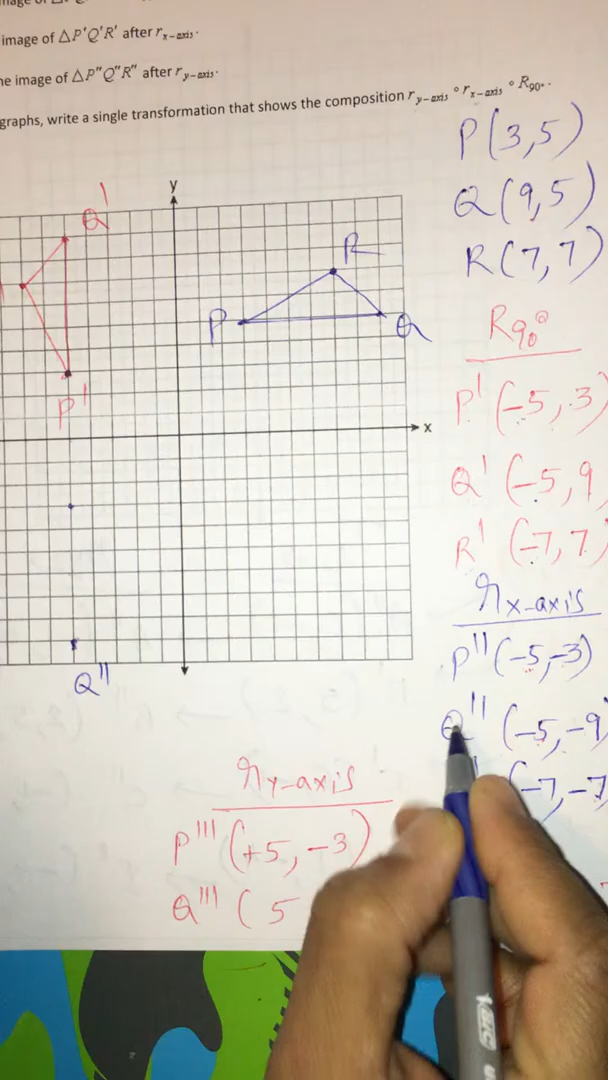 image of △P'Q'R' after r x-axis.
e image of △P"Q"R" after r y-axis.
graphs, write a single transformation that shows the composition r y-axis ∘ r x-axis ∘ R 90°.
P(3,5)
Q(9,5)
R(7,7)
y
x
Q'
P'
R
P
Q
Q"
R90°
P'(-5,3)
Q'(-5,9
R'(-7,7)
r x-axis
P"(-5,-3)
Q"(-5,-9)
(-7,-7
r y-axis
P'''(+5,-3)
Q'''(5
BIC